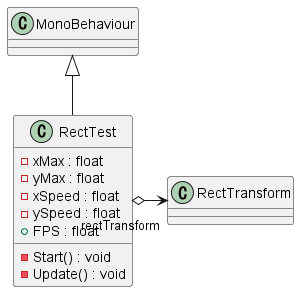 C MonoBehaviour
C RectTest
xMax : float
yMax : float
xSpeed : float
ySpeed : float
FPS : float
rectTransform
Start() : void
Update() : void
C RectTransform